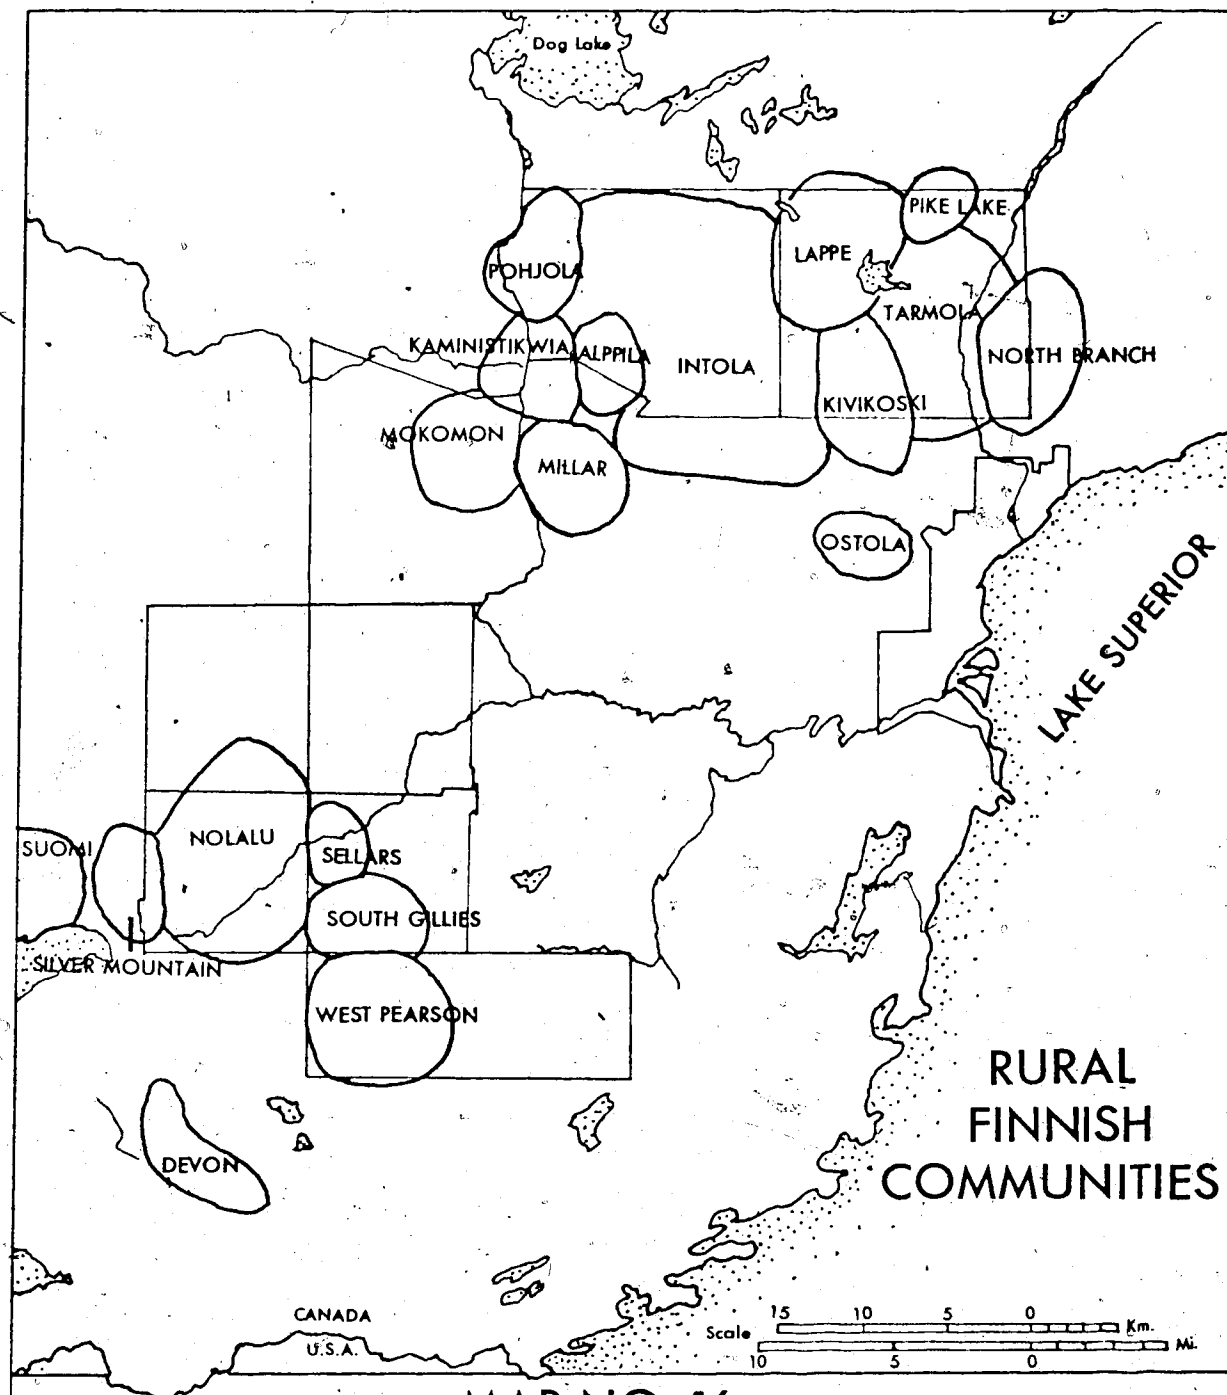 Dog Lake
PIKE LAKE
LAPPE
POHJOLA
TARMOLA
KAMINISTIKWIA
ALPPILA
INTOLA
NORTH BRANCH
KIVIKOSKI
MOKOMON
MILLAR
OSTOLA
LAKE SUPERIOR
NOLALU
SUOMI
SELLARS
SOUTH GILLIES
SILVER MOUNTAIN
WEST PEARSON
RURAL
FINNISH
COMMUNITIES
DEVON
CANADA
U.S.A.
15 10 5 0
Scale Km.
Mi.
10 5 0
MAP NO.